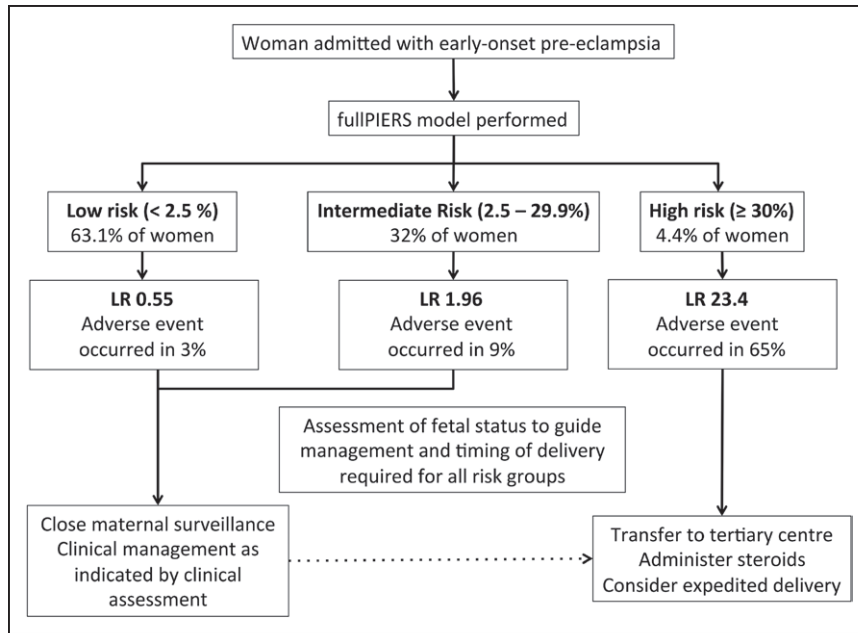 Woman admitted with early-onset pre-eclampsia
fullPIERS model performed
Low risk (< 2.5 %)
63.1% of women
Intermediate Risk (2.5 – 29.9%)
32% of women
High risk (≥ 30%)
4.4% of women
LR 0.55
Adverse event
occurred in 3%
LR 1.96
Adverse event
occurred in 9%
LR 23.4
Adverse event
occurred in 65%
Assessment of fetal status to guide
management and timing of delivery
required for all risk groups
Close maternal surveillance
Clinical management as
indicated by clinical
assessment
Transfer to tertiary centre
Administer steroids
Consider expedited delivery